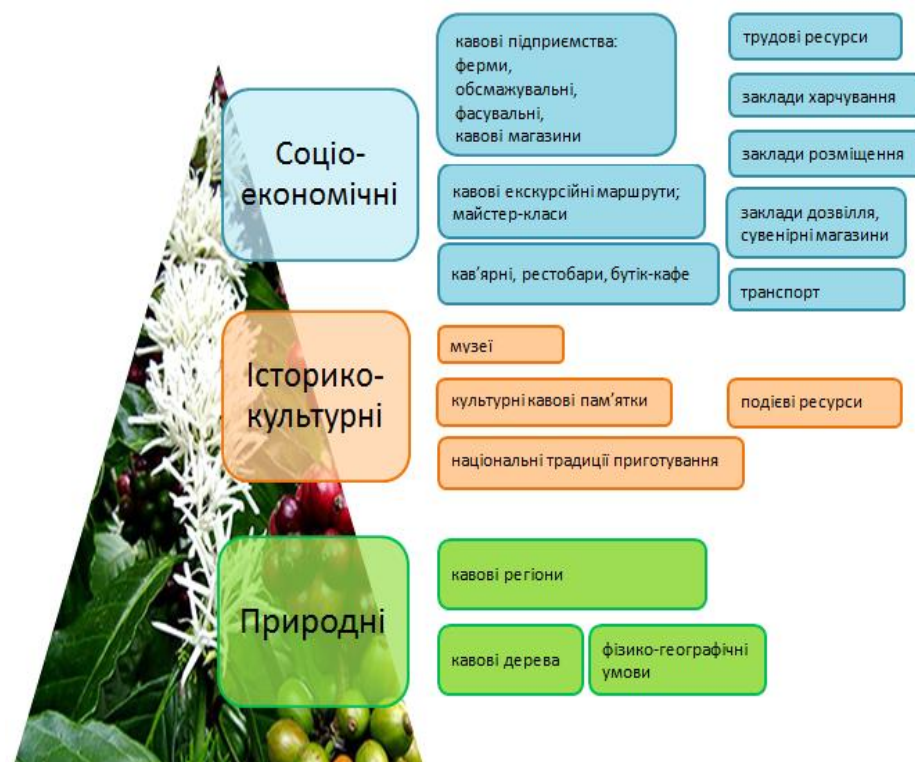 Соціо-
економічні
кавові підприємства:
ферми,
обсмажувальні,
фасувальні,
кавові магазини
кавові екскурсійні маршрути;
майстер-класи
кав’ярні, рестобари, бутік-кафе
трудові ресурси
заклади харчування
заклади розміщення
заклади дозвілля,
сувенірні магазини
транспорт
Історико-
культурні
музеї
культурні кавові пам’ятки
національні традиції приготування
подієві ресурси
Природні
кавові регіони
кавові дерева
фізико-географічні
умови